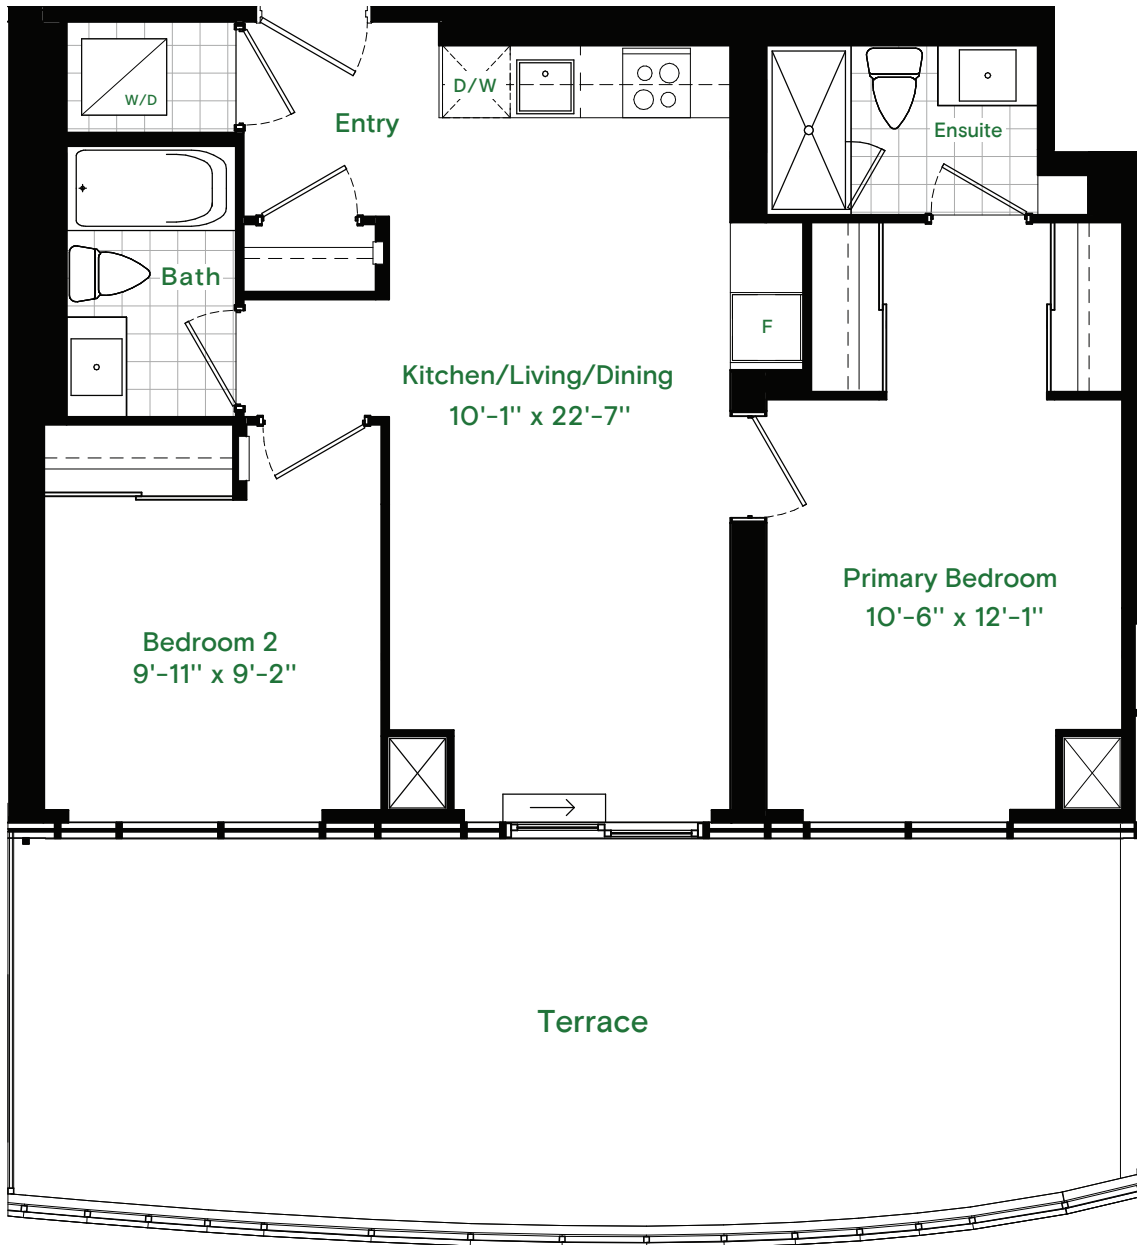 W/D
D/W
Entry
Ensuite
Bath
F
Kitchen/Living/Dining
10'-1" x 22'-7"
Primary Bedroom
10'-6" x 12'-1"
Bedroom 2
9'-11" x 9'-2"
Terrace